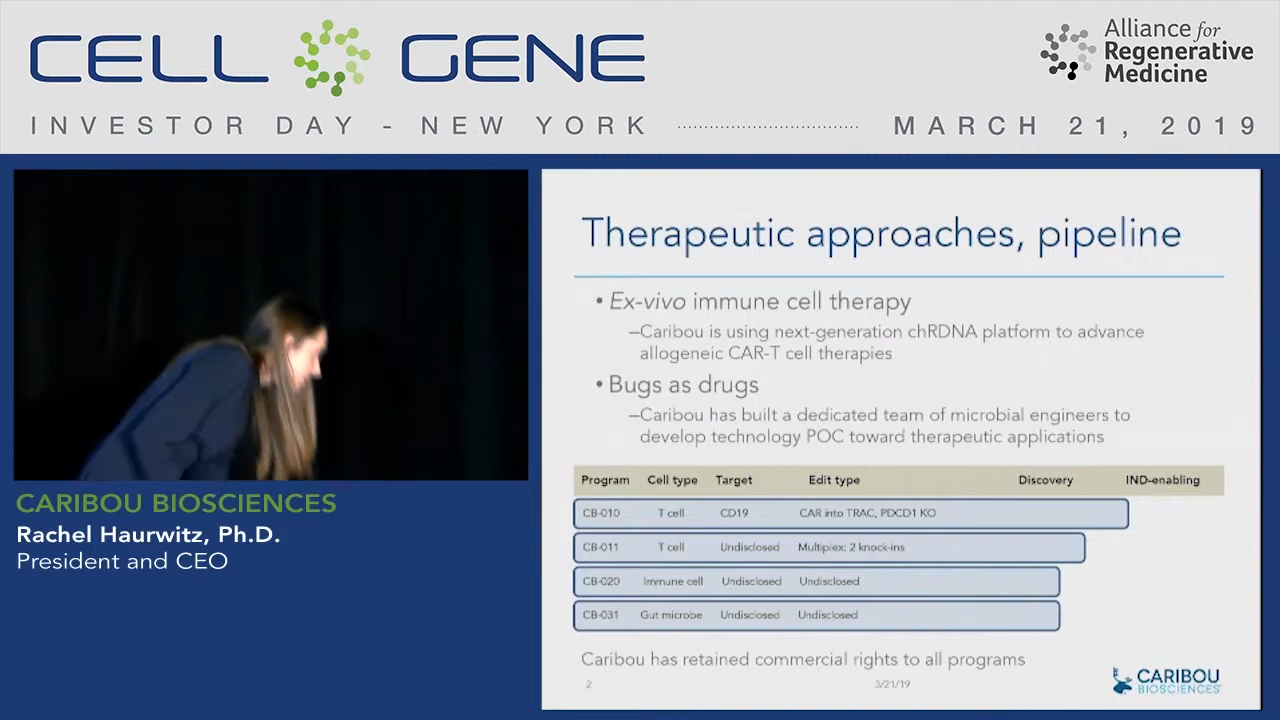 CELL GENE
Alliance for
Regenerative
Medicine
INVESTOR DAY - NEW YORK
MARCH 21, 2019
Therapeutic approaches, pipeline
• Ex-vivo immune cell therapy
–Caribou is using next-generation chRDNA platform to advance
allogeneic CAR-T cell therapies
• Bugs as drugs
–Caribou has built a dedicated team of microbial engineers to
develop technology POC toward therapeutic applications
Program Cell type Target Edit type Discovery IND-enabling
CB-010 T cell CD19 CAR into TRAC, PDCD1 KO
CB-011 T cell Undisclosed Multiplex: 2 knock-ins
CB-020 Immune cell Undisclosed Undisclosed
CB-031 Gut microbe Undisclosed Undisclosed
Caribou has retained commercial rights to all programs
2 3/21/19
CARIBOU
BIOSCIENCES
CARIBOU BIOSCIENCES
Rachel Haurwitz, Ph.D.
President and CEO